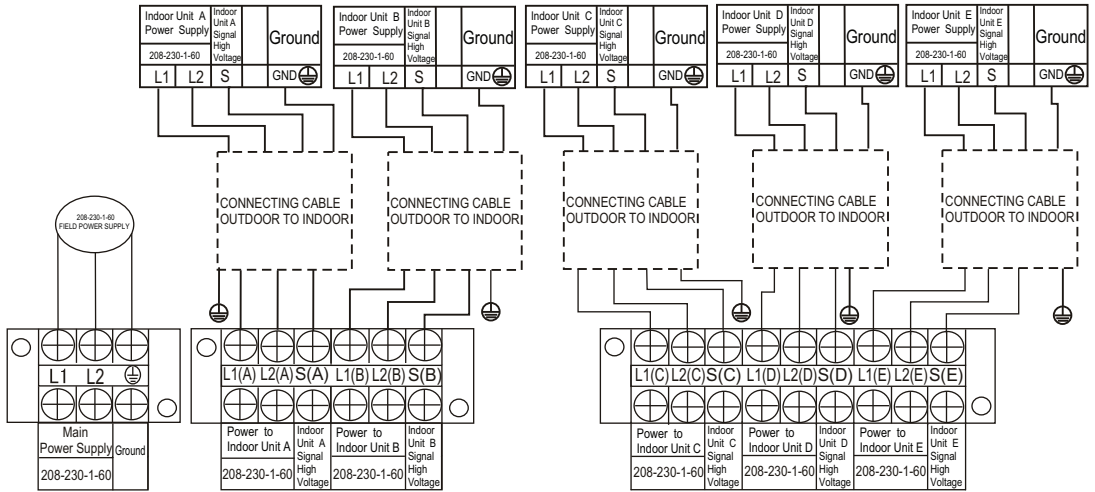 Indoor Unit A
Power Supply
208-230-1-60
Indoor
Unit A
Signal
High
Voltage
Ground
L1 L2 S GND
Indoor Unit B
Power Supply
208-230-1-60
Indoor
Unit B
Signal
High
Voltage
Ground
L1 L2 S GND
Indoor Unit C
Power Supply
208-230-1-60
Indoor
Unit C
Signal
High
Voltage
Ground
L1 L2 S GND
Indoor Unit D
Power Supply
208-230-1-60
Indoor
Unit D
Signal
High
Voltage
Ground
L1 L2 S GND
Indoor Unit E
Power Supply
208-230-1-60
Indoor
Unit E
Signal
High
Voltage
Ground
L1 L2 S GND
CONNECTING CABLE
OUTDOOR TO INDOOR
CONNECTING CABLE
OUTDOOR TO INDOOR
CONNECTING CABLE
OUTDOOR TO INDOOR
CONNECTING CABLE
OUTDOOR TO INDOOR
CONNECTING CABLE
OUTDOOR TO INDOOR
208-230-1-60
FIELD POWER SUPPLY
L1 L2
Main
Power Supply
208-230-1-60
Ground
L1(A) L2(A) S(A) L1(B) L2(B) S(B)
Power to
Indoor Unit A
208-230-1-60
Indoor
Unit A
Signal
High
Voltage
Power to
Indoor Unit B
208-230-1-60
Indoor
Unit B
Signal
High
Voltage
L1(C) L2(C) S(C) L1(D) L2(D) S(D) L1(E) L2(E) S(E)
Power to
Indoor Unit C
208-230-1-60
Indoor
Unit C
Signal
High
Voltage
Power to
Indoor Unit D
208-230-1-60
Indoor
Unit D
Signal
High
Voltage
Power to
Indoor Unit E
208-230-1-60
Indoor
Unit E
Signal
High
Voltage